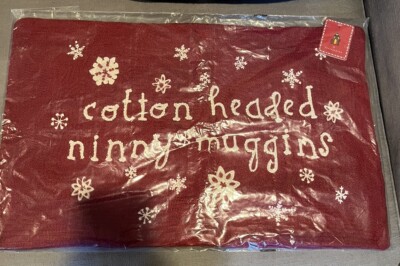 cotton headed
ninny muggins